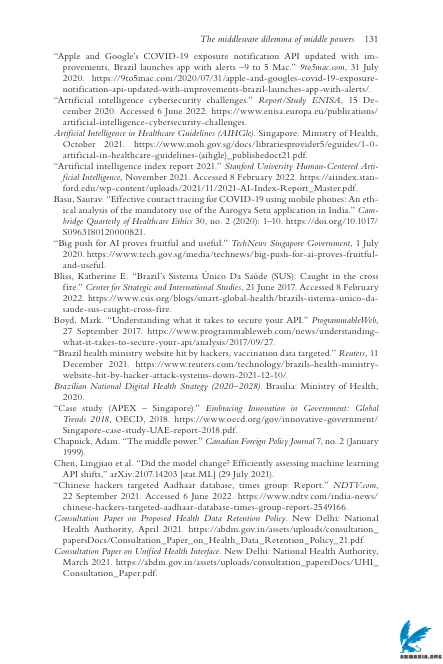 The middleware dilemma of middle powers 131
“Apple and Google's COVID-19 exposure notification API updated with im-
provements, Brazil launches app with alerts –9 to 5 Mac.” 9to5mac.com, 31 July
2020. https://9to5mac.com/2020/07/31/apple-and-googles-covid-19-exposure-
notification-api-updated-with-improvements-brazil-launches-app-with-alerts/.
“Artificial intelligence cybersecurity challenges.” Report/Study ENISA, 15 De-
cember 2020. Accessed 6 June 2022. https://www.enisa.europa.eu/publications/
artificial-intelligence-cybersecurity-challenges.
Artificial Intelligence in Healthcare Guidelines (AIHGle). Singapore: Ministry of Health,
October 2021. https://www.moh.gov.sg/docs/librariesprovider5/eguides/1-0-
artificial-in-healthcare-guidelines-(aihgle)_publishedoct21.pdf.
“Artificial intelligence index report 2021.” Stanford University Human-Centered Arti-
ficial Intelligence, November 2021. Accessed 8 February 2022. https://aiindex.stan-
ford.edu/wp-content/uploads/2021/11/2021-AI-Index-Report_Master.pdf.
Basu, Saurav. “Effective contact tracing for COVID-19 using mobile phones: An eth-
ical analysis of the mandatory use of the Aarogya Setu application in India.” Cam-
bridge Quarterly of Healthcare Ethics 30, no. 2 (2020): 1–10. https://doi.org/10.1017/
S0963180120000821.
“Big push for AI proves fruitful and useful.” TechNews Singapore Government, 1 July
2020. https://www.tech.gov.sg/media/technews/big-push-for-ai-proves-fruitful-
and-useful.
Bliss, Katherine E. “Brazil's Sistema Único Da Saúde (SUS): Caught in the cross
fire.” Center for Strategic and International Studies, 21 June 2017. Accessed 8 February
2022. https://www.csis.org/blogs/smart-global-health/brazils-sistema-unico-da-
saude-sus-caught-cross-fire.
Boyd, Mark. “Understanding what it takes to secure your API.” ProgrammableWeb,
27 September 2017. https://www.programmableweb.com/news/understanding-
what-it-takes-to-secure-your-api/analysis/2017/09/27.
“Brazil health ministry website hit by hackers, vaccination data targeted.” Reuters, 11
December 2021. https://www.reuters.com/technology/brazils-health-ministry-
website-hit-by-hacker-attack-systems-down-2021-12-10/.
Brazilian National Digital Health Strategy (2020–2028). Brasilia: Ministry of Health,
2020.
“Case study (APEX – Singapore).” Embracing Innovation in Government: Global
Trends 2018, OECD, 2018. https://www.oecd.org/gov/innovative-government/
Singapore-case-study-UAE-report-2018.pdf.
Chapnick, Adam. “The middle power.” Canadian Foreign Policy Journal 7, no. 2 (January
1999).
Chen, Lingjiao et al. “Did the model change? Efficiently assessing machine learning
API shifts,” arXiv:2107.14203 [stat.ML] (29 July 2021).
“Chinese hackers targeted Aadhaar database, times group: Report.” NDTV.com,
22 September 2021. Accessed 6 June 2022. https://www.ndtv.com/india-news/
chinese-hackers-targeted-aadhaar-database-times-group-report-2549166.
Consultation Paper on Proposed Health Data Retention Policy. New Delhi: National
Health Authority, April 2021. https://abdm.gov.in/assets/uploads/consultation_
papersDocs/Consultation_Paper_on_Health_Data_Retention_Policy_21.pdf.
Consultation Paper on Unified Health Interface. New Delhi: National Health Authority,
March 2021. https://abdm.gov.in/assets/uploads/consultation_papersDocs/UHI_
Consultation_Paper.pdf.